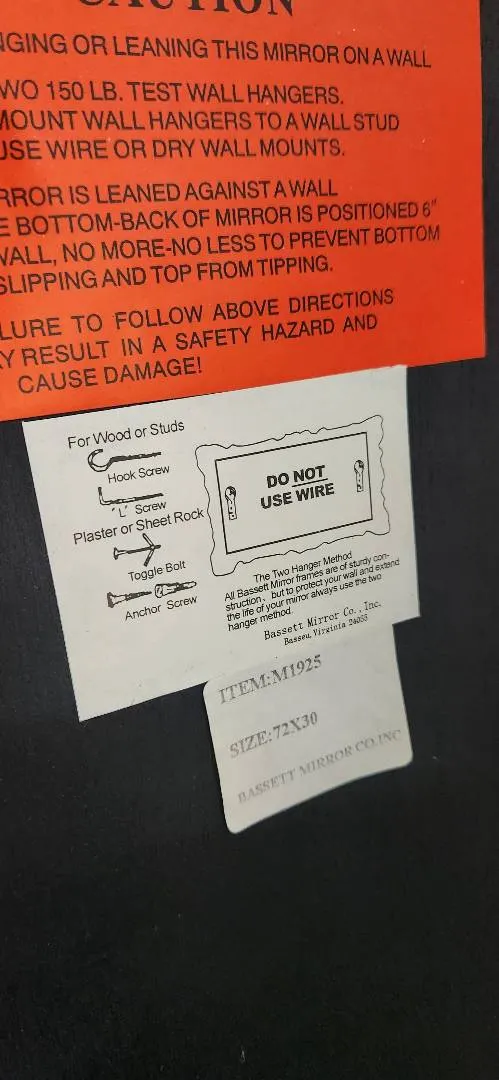 CAUTION
NGING OR LEANING THIS MIRROR ON A WALL
WO 150 LB. TEST WALL HANGERS.
MOUNT WALL HANGERS TO A WALL STUD
USE WIRE OR DRY WALL MOUNTS.
RROR IS LEANED AGAINST A WALL
E BOTTOM-BACK OF MIRROR IS POSITIONED 6"
WALL, NO MORE-NO LESS TO PREVENT BOTTOM
SLIPPING AND TOP FROM TIPPING.
LURE TO FOLLOW ABOVE DIRECTIONS
Y RESULT IN A SAFETY HAZARD AND
CAUSE DAMAGE!
For Wood or Studs
Hook Screw
"L" Screw
Plaster or Sheet Rock
Toggle Bolt
Anchor Screw
DO NOT
USE WIRE
The Two Hanger Method
All Bassett Mirror frames are of sturdy con-
struction, but to protect your wall and extend
the life of your mirror always use the two
hanger method.
Bassett Mirror Co., Inc.
Basseu, Virginia 24055
ITEM:M1925
SIZE:72X30
BASSETT MIRROR CO.INC